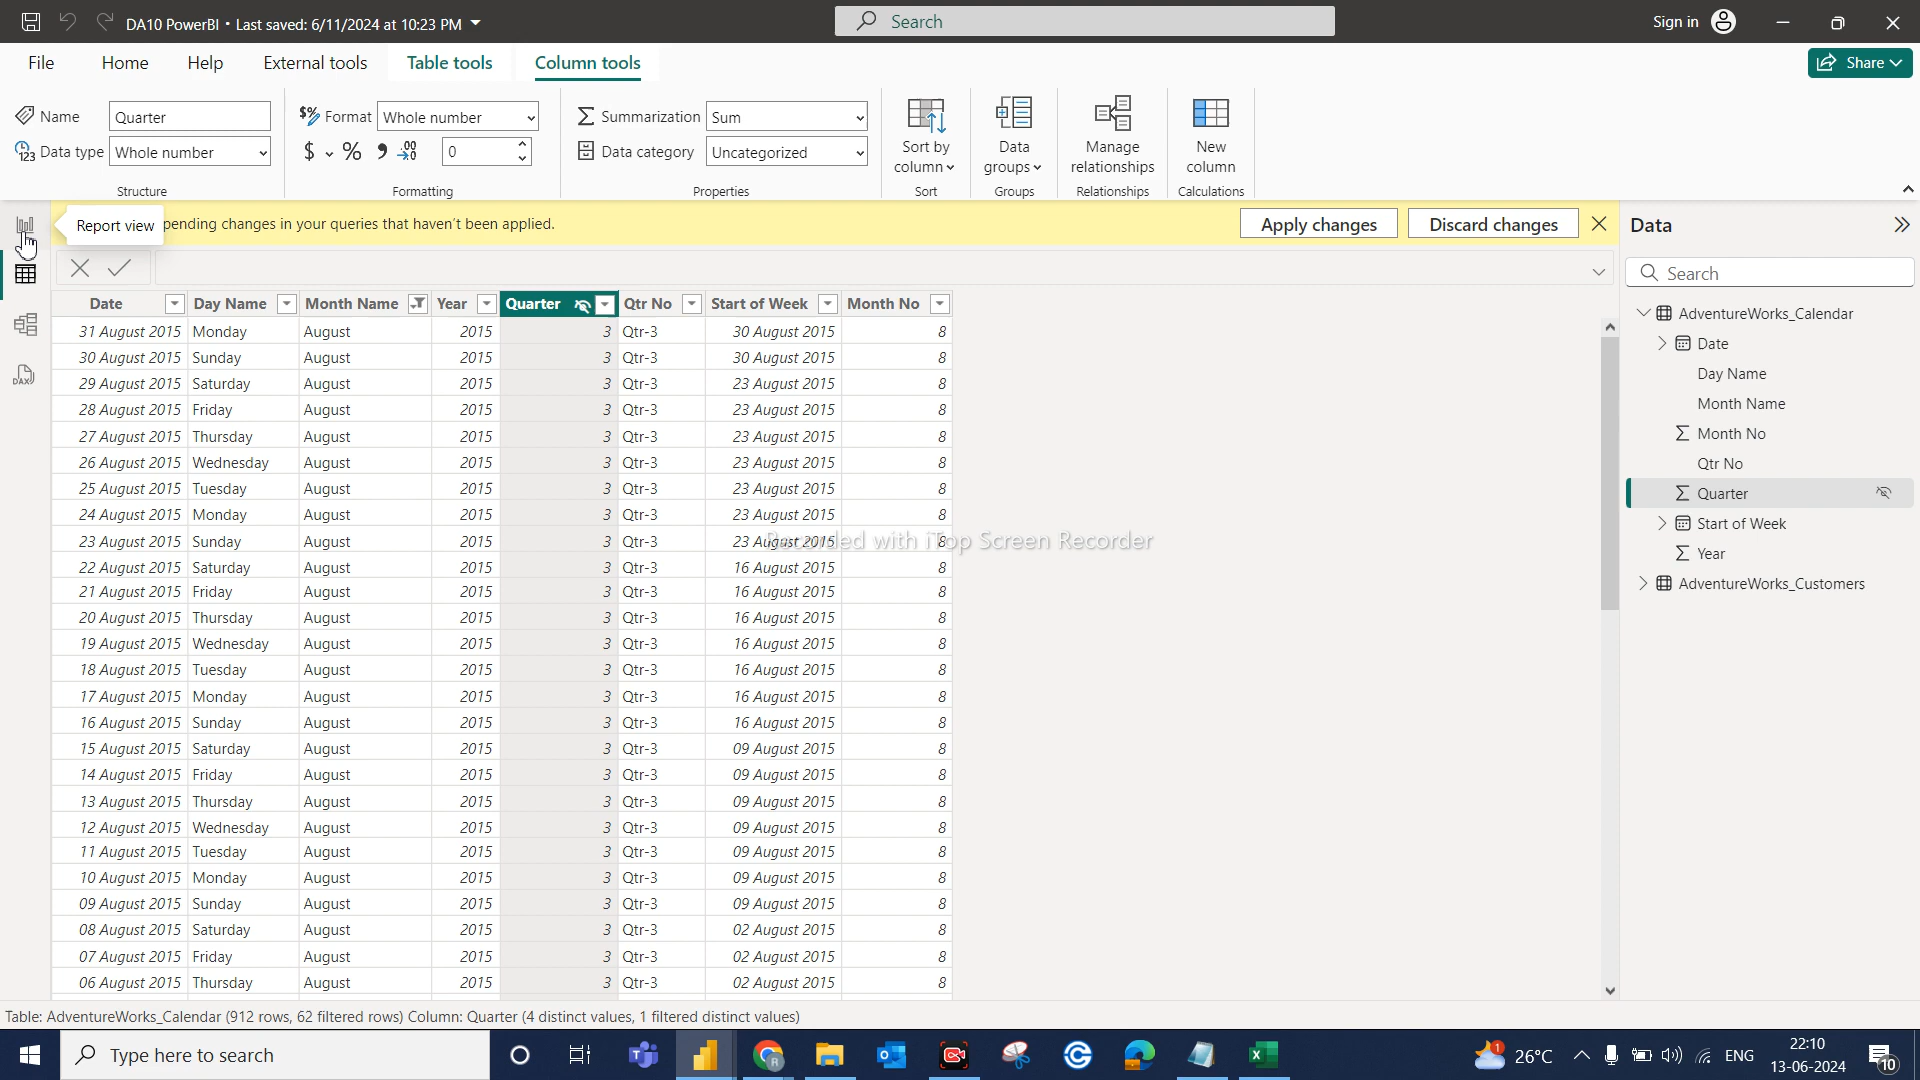 DA10 PowerBI • Last saved: 6/11/2024 at 10:23 PM
Search
Sign in
File Home Help External tools Table tools Column tools
Share
Name Quarter
Data type Whole number
Structure
Format Whole number
$ % 0
Formatting
Summarization Sum
Data category Uncategorized
Properties
Sort by column
Sort
Data groups
Groups
Manage relationships
Relationships
New column
Calculations
Report view
pending changes in your queries that haven't been applied.
Apply changes
Discard changes
Date Day Name Month Name Year Quarter Qtr No Start of Week Month No
31 August 2015 Monday August 2015 3 Qtr-3 30 August 2015 8
30 August 2015 Sunday August 2015 3 Qtr-3 30 August 2015 8
29 August 2015 Saturday August 2015 3 Qtr-3 23 August 2015 8
28 August 2015 Friday August 2015 3 Qtr-3 23 August 2015 8
27 August 2015 Thursday August 2015 3 Qtr-3 23 August 2015 8
26 August 2015 Wednesday August 2015 3 Qtr-3 23 August 2015 8
25 August 2015 Tuesday August 2015 3 Qtr-3 23 August 2015 8
24 August 2015 Monday August 2015 3 Qtr-3 23 August 2015 8
23 August 2015 Sunday August 2015 3 Qtr-3 23 August 2015 8
Recorded with iTop Screen Recorder
22 August 2015 Saturday August 2015 3 Qtr-3 16 August 2015 8
21 August 2015 Friday August 2015 3 Qtr-3 16 August 2015 8
20 August 2015 Thursday August 2015 3 Qtr-3 16 August 2015 8
19 August 2015 Wednesday August 2015 3 Qtr-3 16 August 2015 8
18 August 2015 Tuesday August 2015 3 Qtr-3 16 August 2015 8
17 August 2015 Monday August 2015 3 Qtr-3 16 August 2015 8
16 August 2015 Sunday August 2015 3 Qtr-3 16 August 2015 8
15 August 2015 Saturday August 2015 3 Qtr-3 09 August 2015 8
14 August 2015 Friday August 2015 3 Qtr-3 09 August 2015 8
13 August 2015 Thursday August 2015 3 Qtr-3 09 August 2015 8
12 August 2015 Wednesday August 2015 3 Qtr-3 09 August 2015 8
11 August 2015 Tuesday August 2015 3 Qtr-3 09 August 2015 8
10 August 2015 Monday August 2015 3 Qtr-3 09 August 2015 8
09 August 2015 Sunday August 2015 3 Qtr-3 09 August 2015 8
08 August 2015 Saturday August 2015 3 Qtr-3 02 August 2015 8
07 August 2015 Friday August 2015 3 Qtr-3 02 August 2015 8
06 August 2015 Thursday August 2015 3 Qtr-3 02 August 2015 8
Data
Search
AdventureWorks_Calendar
Date
Day Name
Month Name
Month No
Qtr No
Quarter
Start of Week
Year
AdventureWorks_Customers
DAX
Table: AdventureWorks_Calendar (912 rows, 62 filtered rows) Column: Quarter (4 distinct values, 1 filtered distinct values)
Type here to search
26°C
ENG
22:10
13-06-2024
10